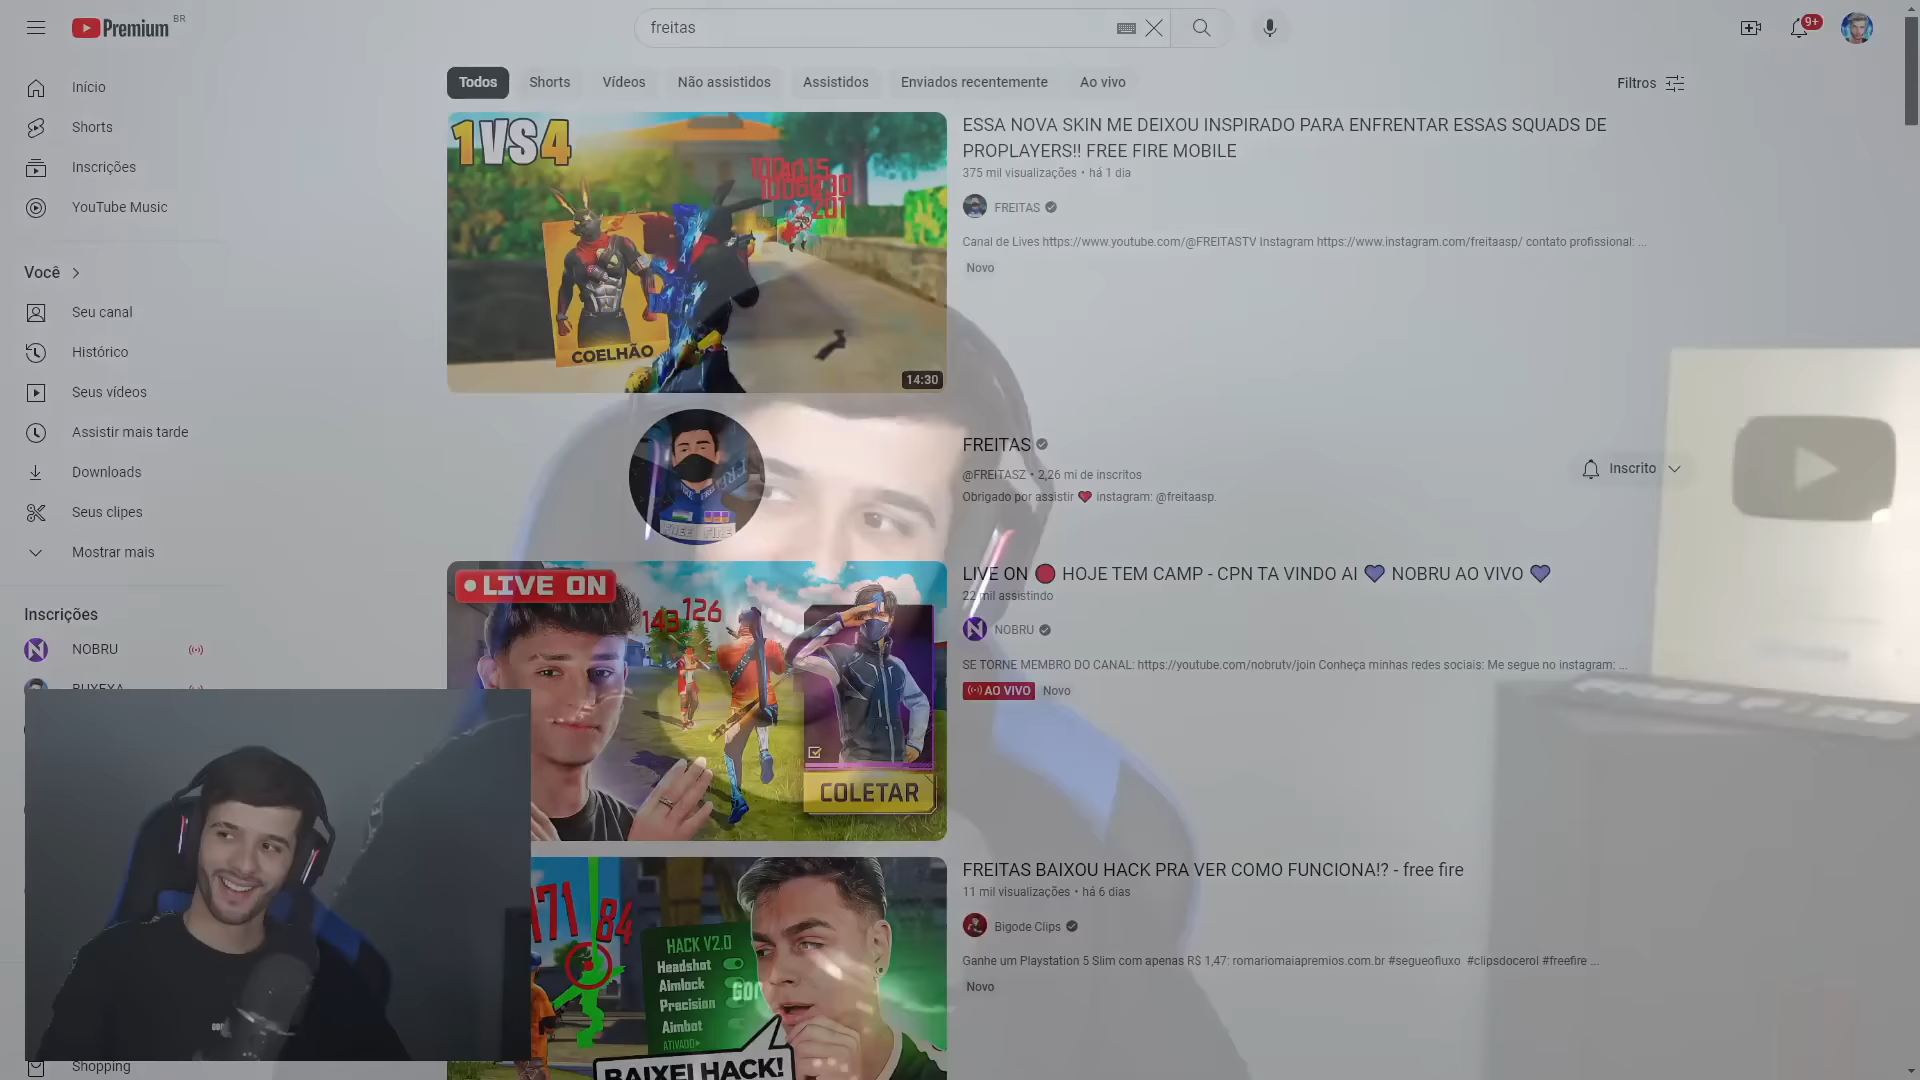 Premium BR
freitas
9+
Início
Shorts
Inscrições
YouTube Music
Você
Seu canal
Histórico
Seus vídeos
Assistir mais tarde
Downloads
Seus clipes
Mostrar mais
Inscrições
NOBRU
Shopping
Todos
Shorts
Vídeos
Não assistidos
Assistidos
Enviados recentemente
Ao vivo
Filtros
1VS4
COELHÃO
14:30
ESSA NOVA SKIN ME DEIXOU INSPIRADO PARA ENFRENTAR ESSAS SQUADS DE
PROPLAYERS!! FREE FIRE MOBILE
375 mil visualizações • há 1 dia
FREITAS
Canal de Lives https://www.youtube.com/@FREITASTV Instagram https://www.instagram.com/freitaasp/ contato profissional: ...
Novo
FREE FIRE
FREITAS
@FREITASZ • 2,26 mi de inscritos
Obrigado por assistir ❤ instagram: @freitaasp.
Inscrito
LIVE ON
143 126
COLETAR
LIVE ON 🔴 HOJE TEM CAMP - CPN TA VINDO AI 💜 NOBRU AO VIVO 💜
22 mil assistindo
NOBRU
SE TORNE MEMBRO DO CANAL: https://youtube.com/nobrutv/join Conheça minhas redes sociais: Me segue no instagram: ...
AO VIVO
Novo
FREE FIRE
171 84
HACK V2.0
Headshot
Aimlock
Precision
Aimbot
ATIVADO
BAIXEI HACK!
FREITAS BAIXOU HACK PRA VER COMO FUNCIONA!? - free fire
11 mil visualizações • há 6 dias
Bigode Clips
Ganhe um Playstation 5 Slim com apenas R$ 1,47: romariomaiapremios.com.br #segueofluxo #clipsdocerol #freefire ...
Novo